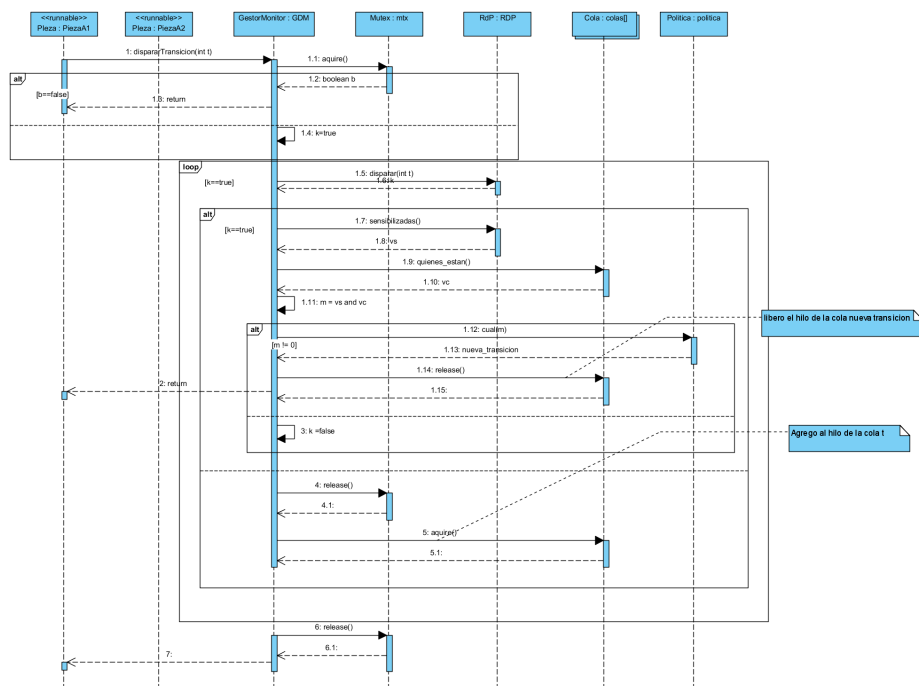 <<runnable>>
Pieza : PiezaA1
<<runnable>>
Pieza : PiezaA2
GestorMonitor : GDM
Mutex : mtx
RdP : RDP
Cola : colas[]
Política : politica
1: dispararTransicion(int t)
1.1: aquire()
1.2: boolean b
alt
[b==false]
1.3: return
1.4: k=true
loop
[k==true]
1.5: disparar(int t)
1.6: k
alt
[k==true]
1.7: sensibilizadas()
1.8: vs
1.9: quienes_estan()
1.10: vc
1.11: m = vs and vc
alt
[m != 0]
1.12: cual(m)
1.13: nueva_transicion
1.14: release()
libero el hilo de la cola nueva transicion
2: return
1.15:
3: k =false
Agrego al hilo de la cola t
4: release()
4.1:
5: aquire()
5.1:
6: release()
6.1:
7: